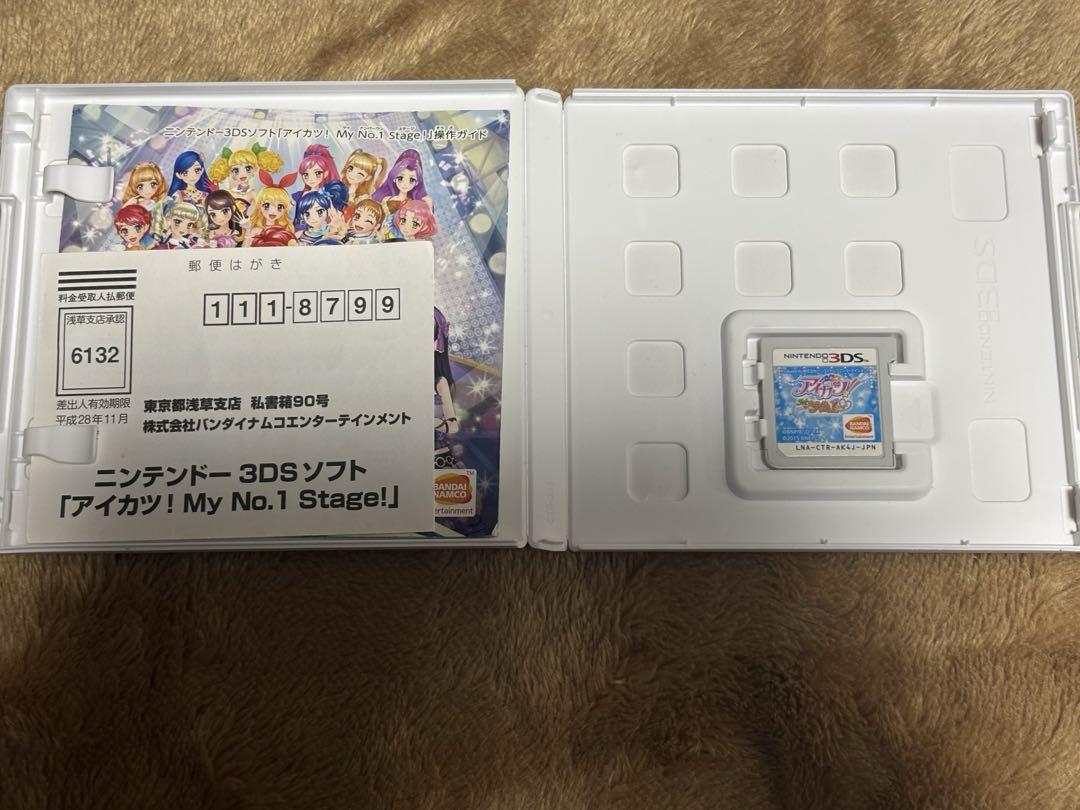 ニンテンドー3DSソフト「アイカツ! My No.1 Stage!」操作ガイド
郵便はがき
料金受取人払郵便
111-8799
浅草支店承認
6132
差出人有効期限
平成28年11月
東京都浅草支店 私書箱90号
株式会社バンダイナムコエンターテインメント
ニンテンドー 3DS ソフト
「アイカツ! My No.1 Stage!」
BANDAI
NAMCO
Entertainment
NINTENDO 3DS
NINTENDO3DS™
アイカツ!
BANDAI
NAMCO
Entertainment
LNA-CTR-AK4J-JPN